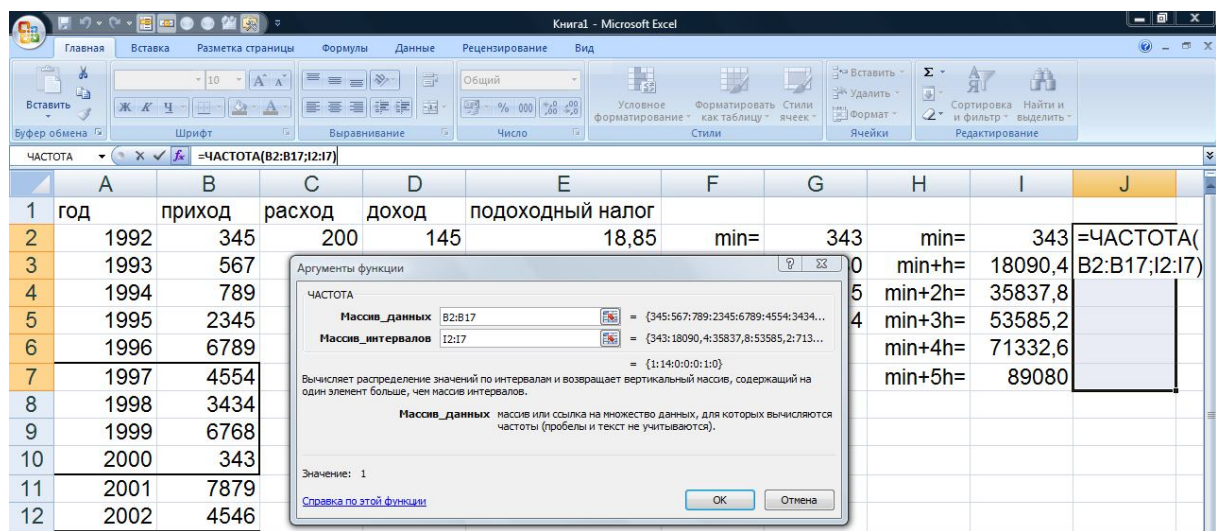 Книга1 - Microsoft Excel
Главная Вставка Разметка страницы Формулы Данные Рецензирование Вид
Вставить
Буфер обмена
10
Ж К Ч
Шрифт
Выравнивание
Общий
% 000
Число
Условное форматирование
Форматировать как таблицу
Стили ячеек
Стили
Вставить
Удалить
Формат
Ячейки
Σ
Сортировка и фильтр
Найти и выделить
Редактирование
ЧАСТОТА fx =ЧАСТОТА(B2:B17;I2:I7)
A B C D E F G H I J
1 год приход расход доход подоходный налог
2 1992 345 200 145 18,85 min= 343 min= 343 =ЧАСТОТА(
3 1993 567 0 min+h= 18090,4 B2:B17;I2:I7)
4 1994 789 5 min+2h= 35837,8
5 1995 2345 4 min+3h= 53585,2
6 1996 6789 min+4h= 71332,6
7 1997 4554 min+5h= 89080
8 1998 3434
9 1999 6768
10 2000 343
11 2001 7879
12 2002 4546
Аргументы функции
ЧАСТОТА
Массив_данных B2:B17 = {345:567:789:2345:6789:4554:3434...
Массив_интервалов I2:I7 = {343:18090,4:35837,8:53585,2:713...
= {1:14:0:0:0:1:0}
Вычисляет распределение значений по интервалам и возвращает вертикальный массив, содержащий на
один элемент больше, чем массив интервалов.
Массив_данных массив или ссылка на множество данных, для которых вычисляются
частоты (пробелы и текст не учитываются).
Значение: 1
Справка по этой функции
OK Отмена